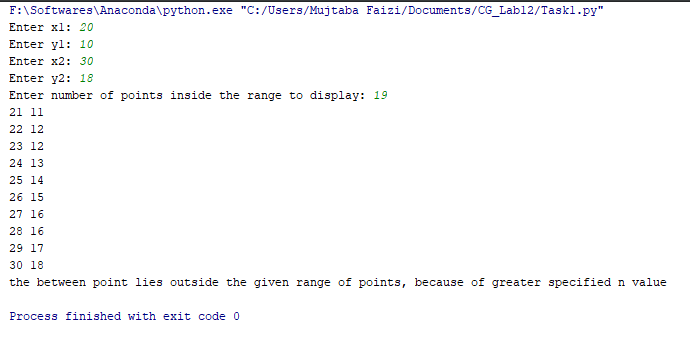 F:\Softwares\Anaconda\python.exe "C:/Users/Mujtaba Faizi/Documents/CG_Lab12/Task1.py"
Enter x1: 20
Enter y1: 10
Enter x2: 30
Enter y2: 18
Enter number of points inside the range to display: 19
21 11
22 12
23 12
24 13
25 14
26 15
27 16
28 16
29 17
30 18
the between point lies outside the given range of points, because of greater specified n value
Process finished with exit code 0